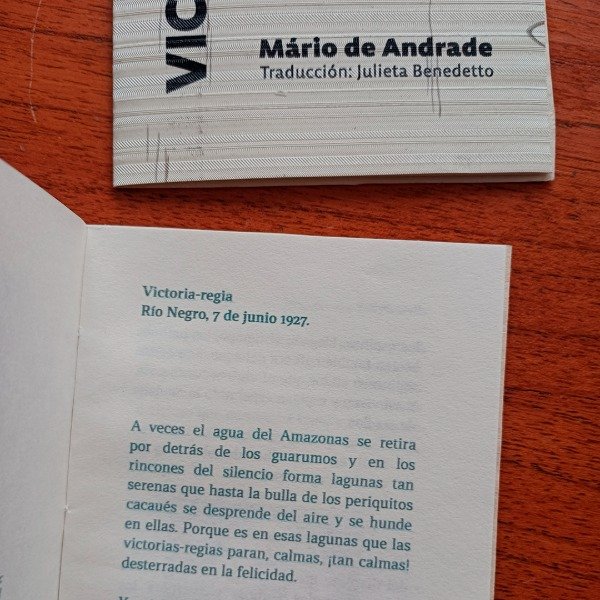 VIC
Mário de Andrade
Traducción: Julieta Benedetto
Victoria-regia
Río Negro, 7 de junio 1927.
A veces el agua del Amazonas se retira
por detrás de los guarumos y en los
rincones del silencio forma lagunas tan
serenas que hasta la bulla de los periquitos
cacaués se desprende del aire y se hunde
en ellas. Porque es en esas lagunas que las
victorias-regias paran, calmas, ¡tan calmas!
desterradas en la felicidad.